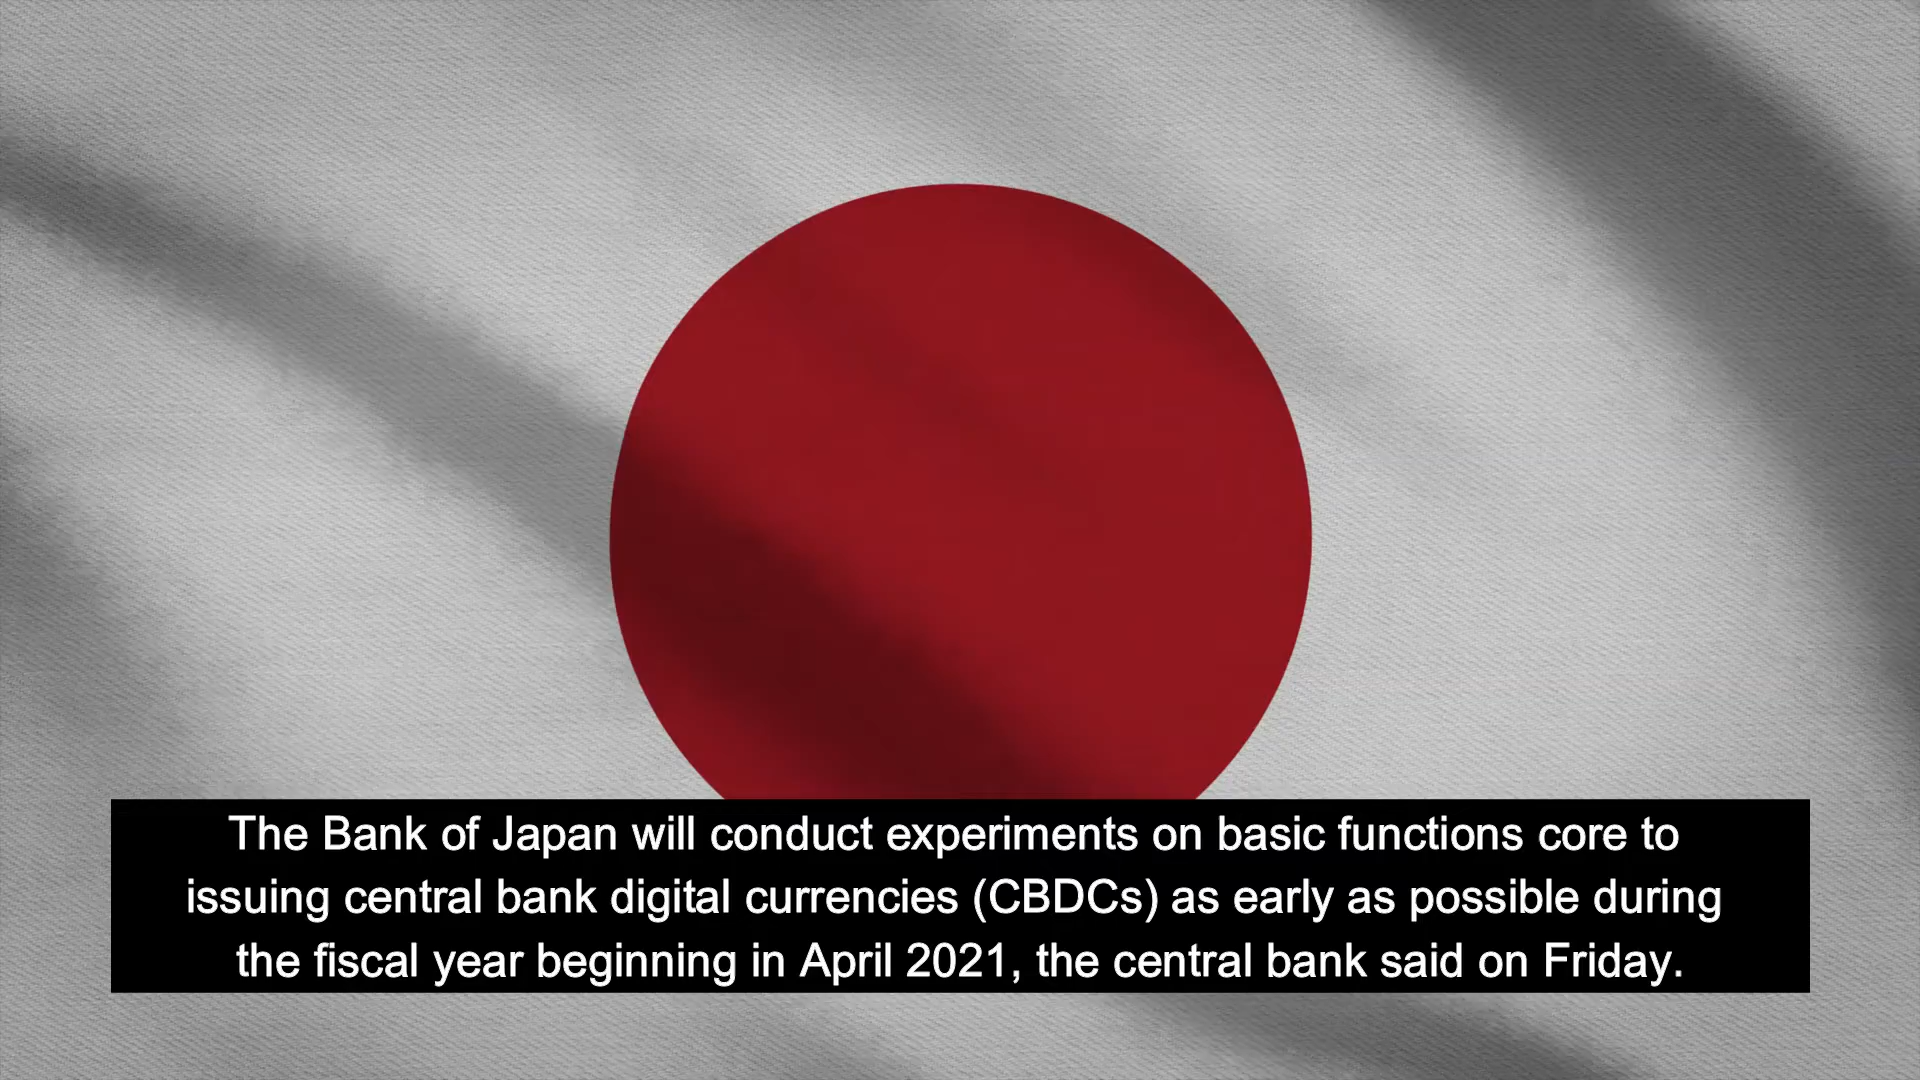 The Bank of Japan will conduct experiments on basic functions core to
issuing central bank digital currencies (CBDCs) as early as possible during
the fiscal year beginning in April 2021, the central bank said on Friday.